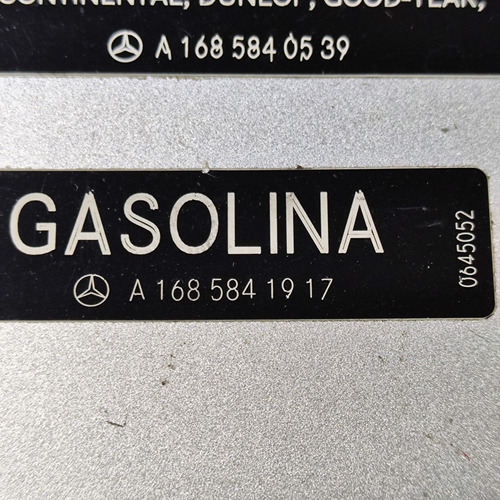 CONTINENTAL, DUNLOP, GOOD-YEAR,
A 168 584 05 39
GASOLINA
A 168 584 19 17
0645052